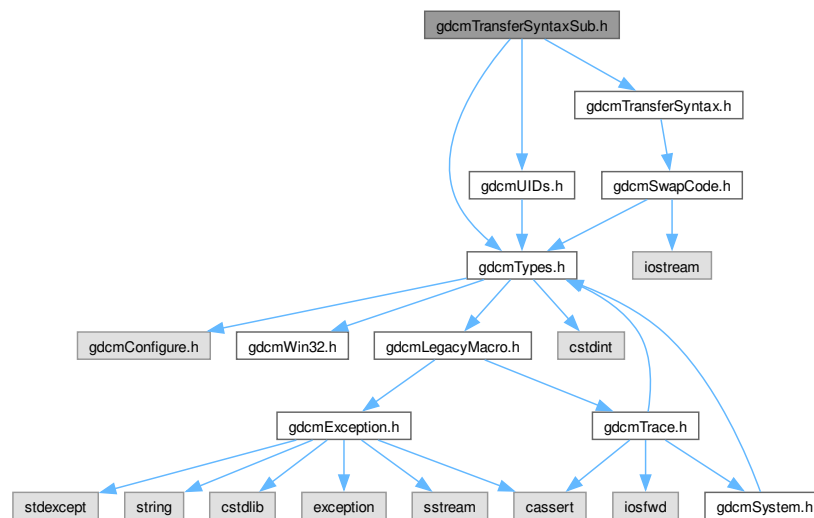 gdcmTransferSyntaxSub.h
gdcmTransferSyntax.h
gdcmUIDs.h
gdcmSwapCode.h
gdcmTypes.h
iostream
gdcmConfigure.h
gdcmWin32.h
gdcmLegacyMacro.h
cstdint
gdcmException.h
gdcmTrace.h
stdexcept
string
cstdlib
exception
sstream
cassert
iosfwd
gdcmSystem.h